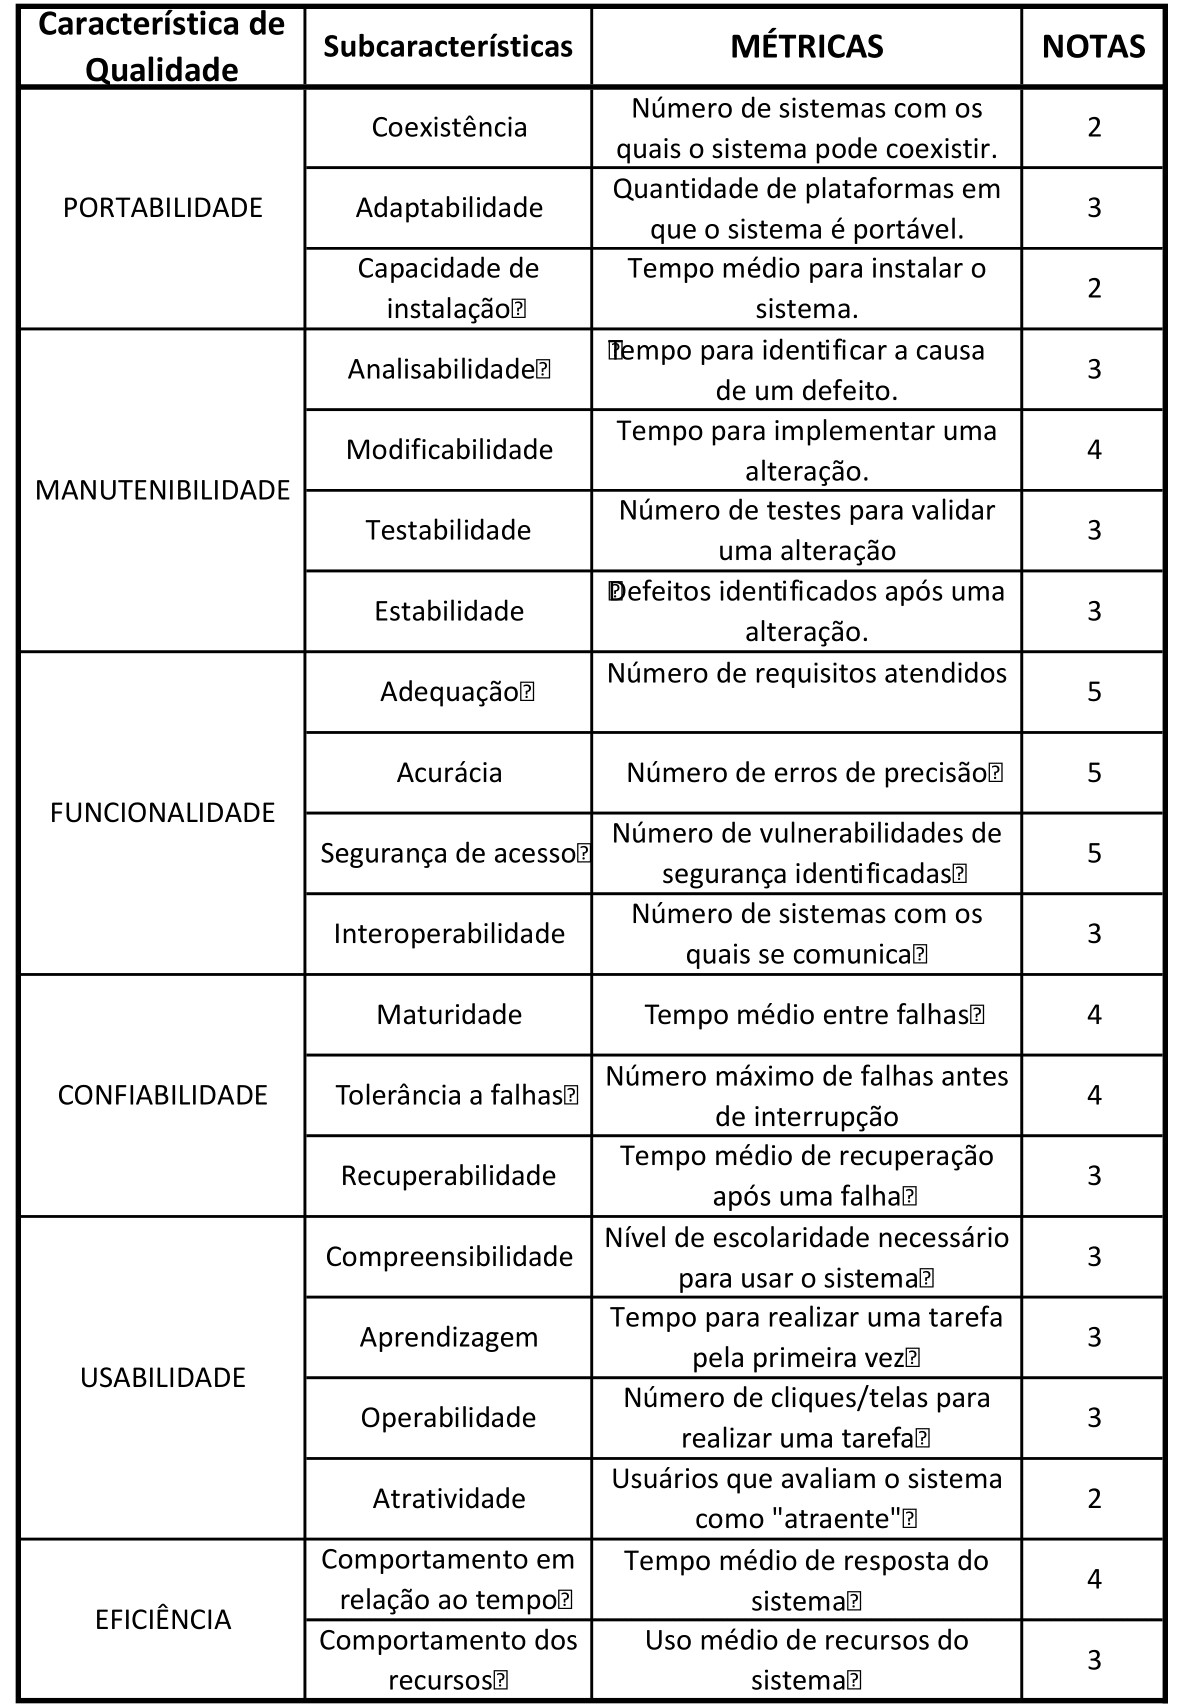 Característica de
Qualidade
Subcaracterísticas
MÉTRICAS
NOTAS
PORTABILIDADE
Coexistência
Número de sistemas com os
quais o sistema pode coexistir.
2
Adaptabilidade
Quantidade de plataformas em
que o sistema é portável.
3
Capacidade de
instalação
Tempo médio para instalar o
sistema.
2
MANUTENIBILIDADE
Analisabilidade
Tempo para identificar a causa
de um defeito.
3
Modificabilidade
Tempo para implementar uma
alteração.
4
Testabilidade
Número de testes para validar
uma alteração
3
Estabilidade
Defeitos identificados após uma
alteração.
3
FUNCIONALIDADE
Adequação
Número de requisitos atendidos
5
Acurácia
Número de erros de precisão
5
Segurança de acesso
Número de vulnerabilidades de
segurança identificadas
5
Interoperabilidade
Número de sistemas com os
quais se comunica
3
CONFIABILIDADE
Maturidade
Tempo médio entre falhas
4
Tolerância a falhas
Número máximo de falhas antes
de interrupção
4
Recuperabilidade
Tempo médio de recuperação
após uma falha
3
USABILIDADE
Compreensibilidade
Nível de escolaridade necessário
para usar o sistema
3
Aprendizagem
Tempo para realizar uma tarefa
pela primeira vez
3
Operabilidade
Número de cliques/telas para
realizar uma tarefa
3
Atratividade
Usuários que avaliam o sistema
como "atraente"
2
EFICIÊNCIA
Comportamento em
relação ao tempo
Tempo médio de resposta do
sistema
4
Comportamento dos
recursos
Uso médio de recursos do
sistema
3